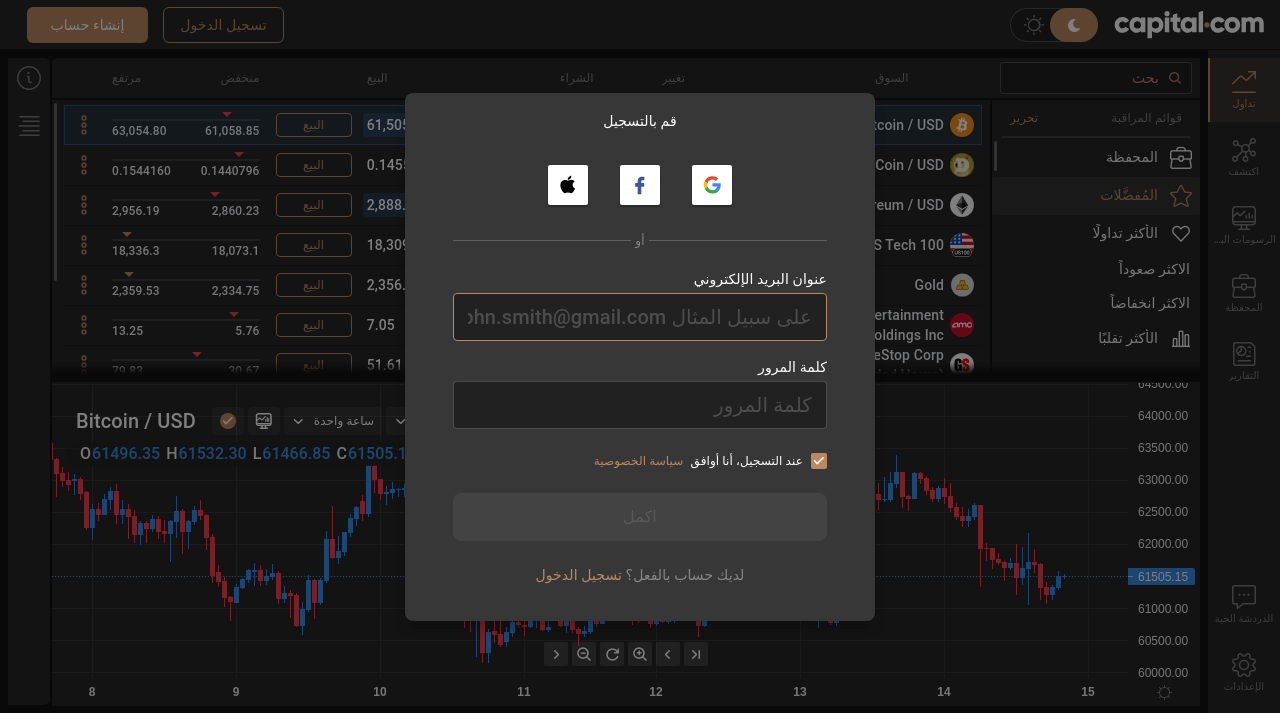 capital.com
تسجيل الدخول
إنشاء حساب
تداول
اكتشف
الرسومات الي...
المحفظة
التقارير
الدردشة الحية
الإعدادات
بحث
قوائم المراقبة
تحرير
المحفظة
المُفضَّلات
الأكثر تداولًا
الاكثر صعوداً
الاكثر انخفاضاً
الأكثر تقلبًا
السوق
تغيير
الشراء
البيع
منخفض
مرتفع
coin / USD
61,505
البيع
61,058.85
63,054.80
Coin / USD
0.1455
البيع
0.1440796
0.1544160
reum / USD
2,888.
البيع
2,860.23
2,956.19
S Tech 100
US100
18,309
البيع
18,073.1
18,336.3
Gold
2,356.
البيع
2,334.75
2,359.53
ertainment
oldings Inc
amc
7.05
البيع
5.76
13.25
eStop Corp
51.61
البيع
30.67
79.83
قم بالتسجيل
أو
عنوان البريد الإلكتروني
على سبيل المثال ohn.smith@gmail.com
كلمة المرور
كلمة المرور
عند التسجيل، أنا أوافق سياسة الخصوصية
اكمل
لديك حساب بالفعل؟ تسجيل الدخول
Bitcoin / USD
ساعة واحدة
O61496.35 H61532.30 L61466.85 C61505.1
64500.00
64000.00
63500.00
63000.00
62500.00
62000.00
61505.15
61000.00
60500.00
60000.00
8 9 10 11 12 13 14 15